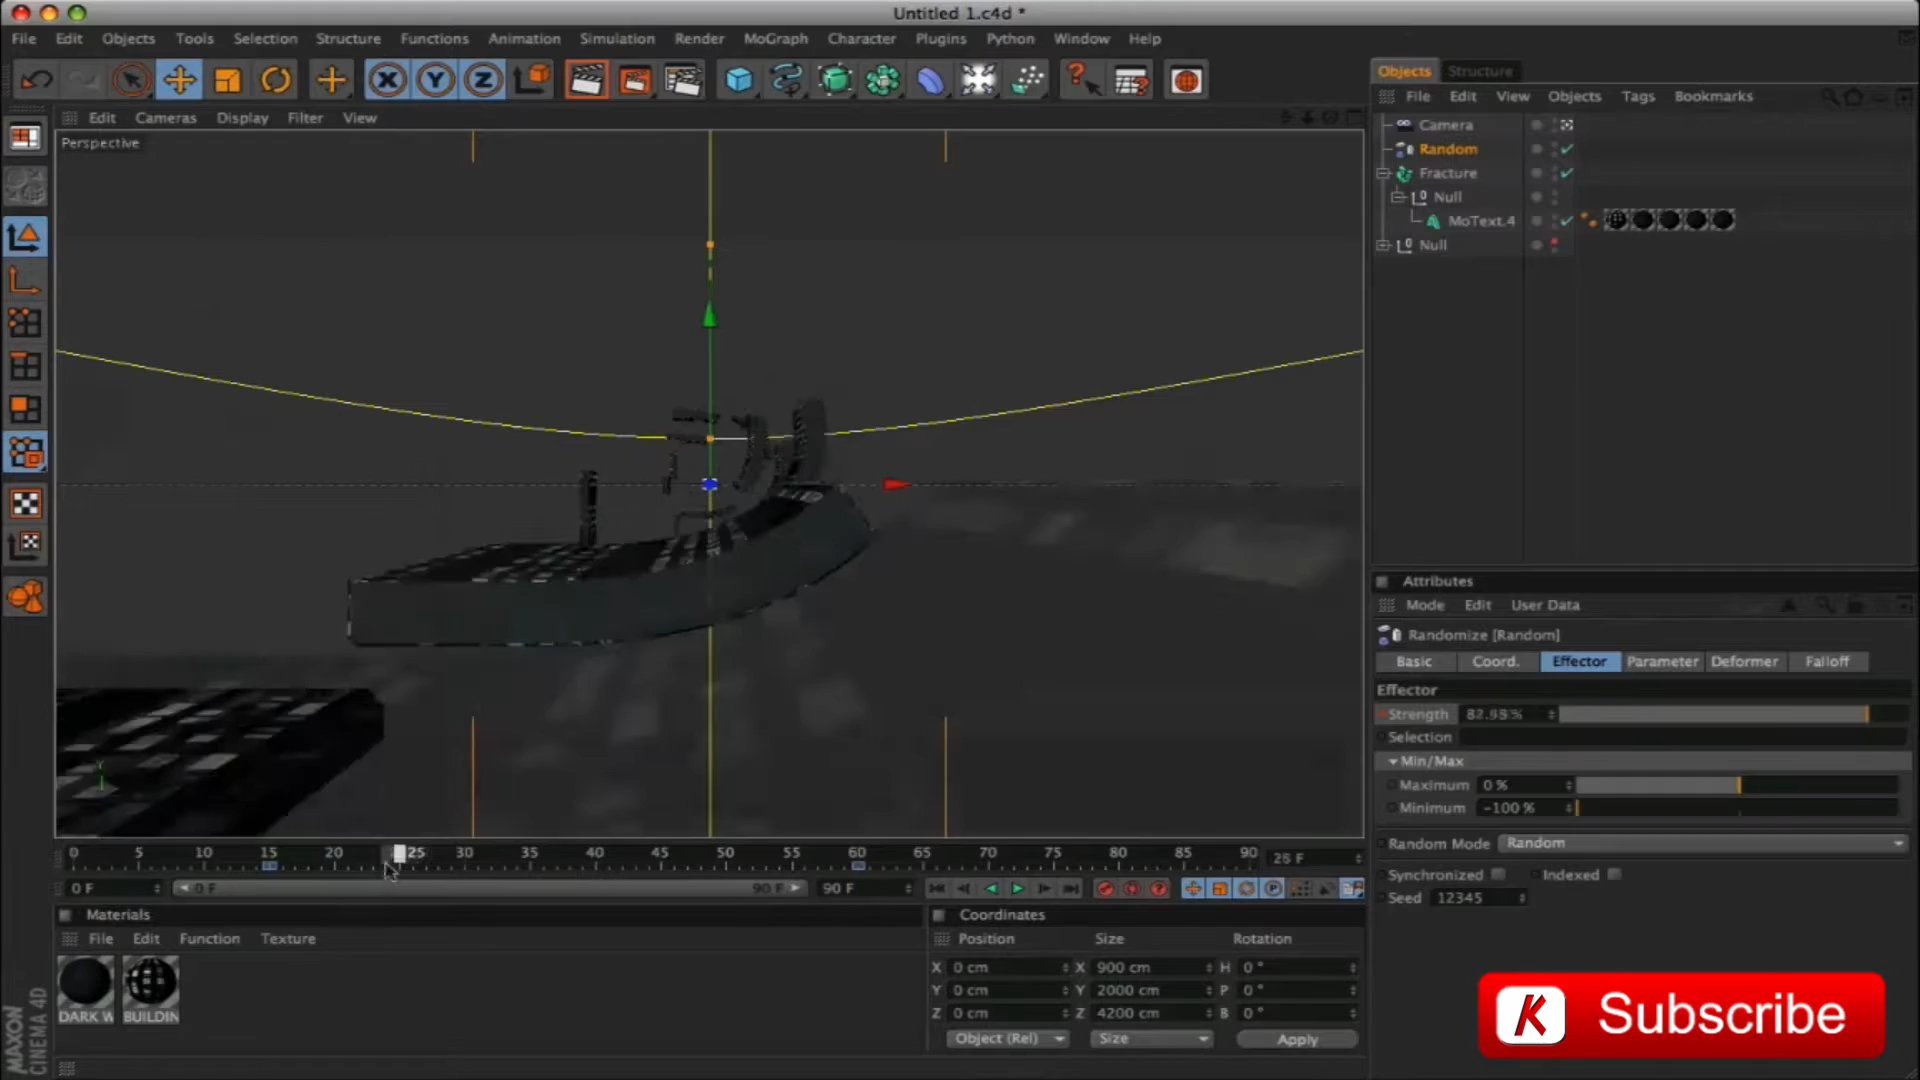 Untitled 1.c4d *
File Edit Objects Tools Selection Structure Functions Animation Simulation Render MoGraph Character Plugins Python Window Help
X Y Z
Objects Structure
File Edit View Objects Tags Bookmarks
Edit Cameras Display Filter View
Perspective
Camera
Random
Fracture
Null
MoText.4
Null
Attributes
Mode Edit User Data
Randomize [Random]
Basic Coord. Effector Parameter Deformer Falloff
Effector
Strength
Selection
Min/Max
Maximum 0 %
Minimum -100 %
Random Mode Random
Synchronized Indexed
Seed 12345
Y
0 5 10 15 20 25 30 35 40 45 50 55 60 65 70 75 80 85 90
0 F 0 F 90 F 90 F
Materials
File Edit Function Texture
DARK W BUILDIN
Coordinates
Position Size Rotation
X 0 cm X 900 cm H 0 °
Y 0 cm Y 2000 cm P 0 °
Z 0 cm Z 4200 cm B 0 °
Object (Rel) Size Apply
MAXON
CINEMA 4D
K Subscribe